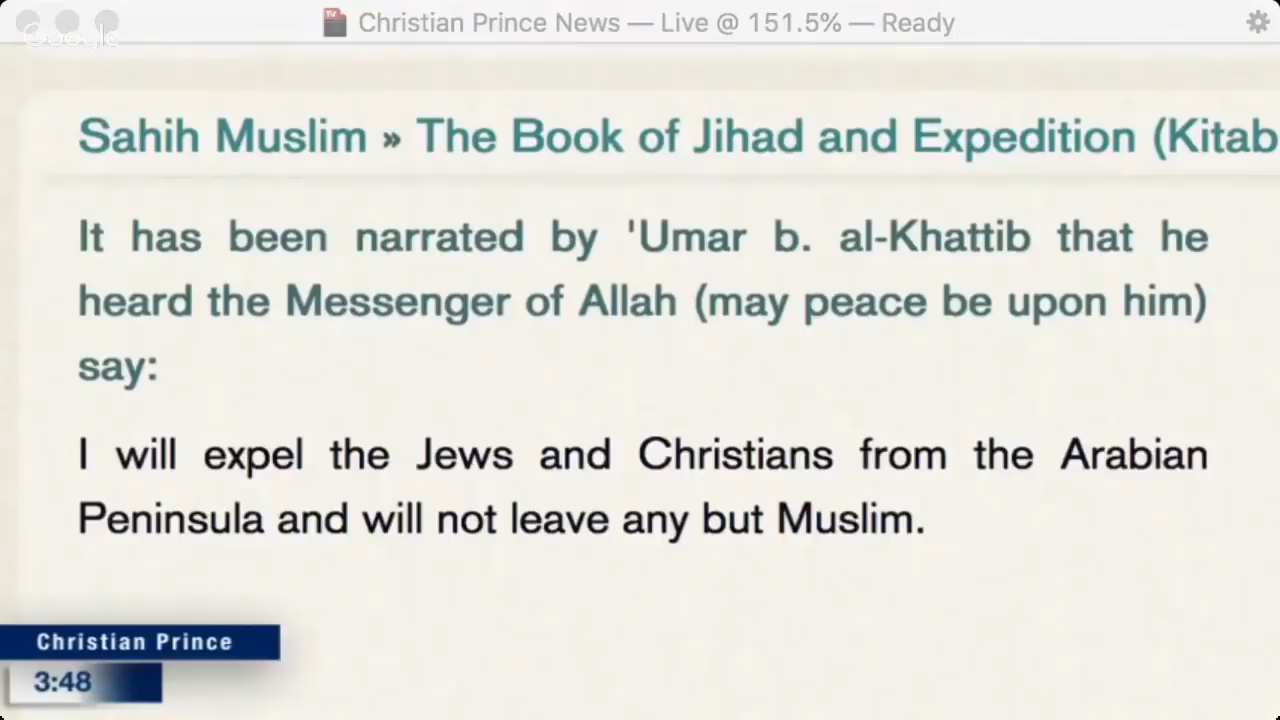 Christian Prince News — Live @ 151.5% — Ready
Google
Sahih Muslim » The Book of Jihad and Expedition (Kitab
It has been narrated by 'Umar b. al-Khattib that he
heard the Messenger of Allah (may peace be upon him)
say:
I will expel the Jews and Christians from the Arabian
Peninsula and will not leave any but Muslim.
Christian Prince
3:48